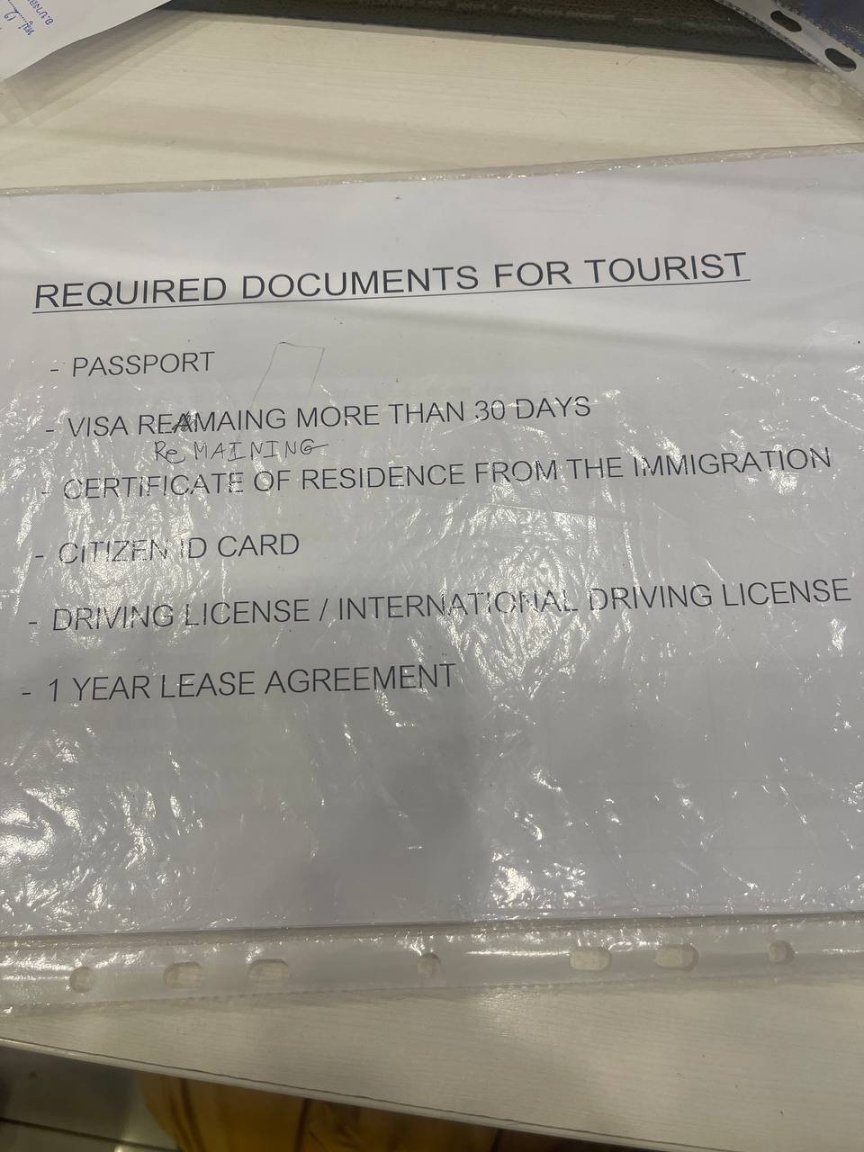 REQUIRED DOCUMENTS FOR TOURIST
- PASSPORT
- VISA REAMAING MORE THAN 30 DAYS
ReMAINING
- CERTIFICATE OF RESIDENCE FROM THE IMMIGRATION
- CITIZEN ID CARD
- DRIVING LICENSE / INTERNATIONAL DRIVING LICENSE
- 1 YEAR LEASE AGREEMENT